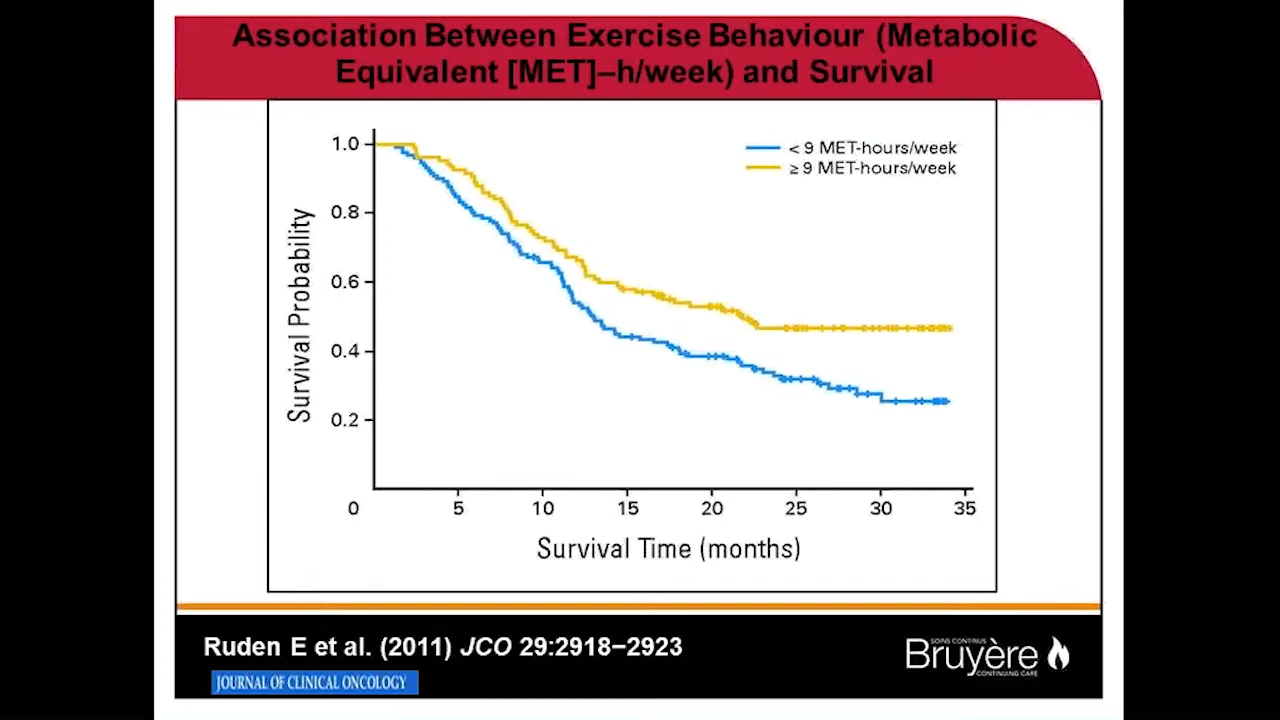 Association Between Exercise Behaviour (Metabolic
Equivalent [MET]–h/week) and Survival
< 9 MET-hours/week
≥ 9 MET-hours/week
1.0
0.8
0.6
0.4
0.2
0
5
10
15
20
25
30
35
Survival Probability
Survival Time (months)
Ruden E et al. (2011) JCO 29:2918–2923
JOURNAL OF CLINICAL ONCOLOGY
SOINS CONTINUS
Bruyère
CONTINUING CARE